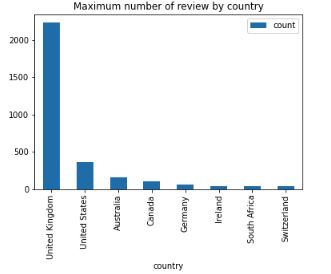 Maximum number of review by country
count
2000
1500
1000
500
0
United Kingdom
United States
Australia
Canada
Germany
Ireland
South Africa
Switzerland
country